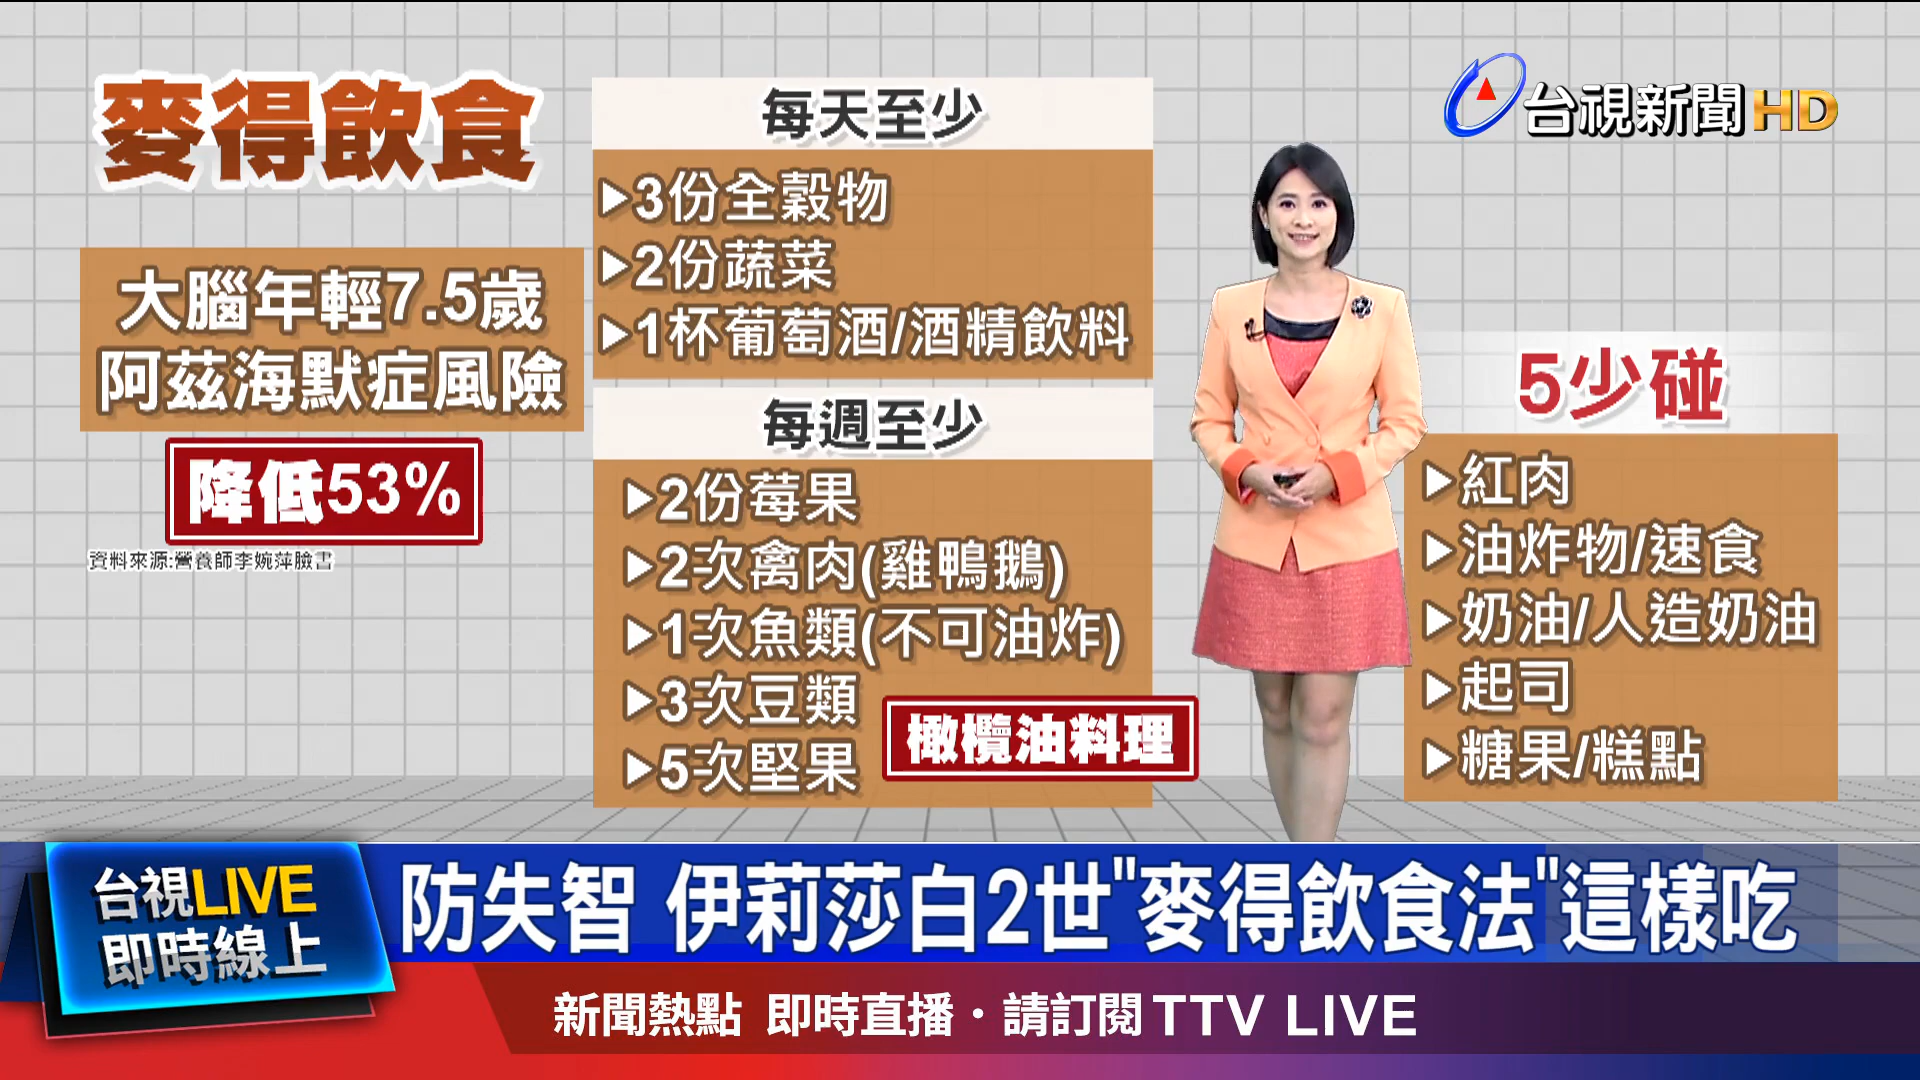 麥得飲食
大腦年輕7.5歲
阿茲海默症風險
降低53%
資料來源:營養師李婉萍臉書
每天至少
▶3份全穀物
▶2份蔬菜
▶1杯葡萄酒/酒精飲料
每週至少
▶2份莓果
▶2次禽肉(雞鴨鵝)
▶1次魚類(不可油炸)
▶3次豆類
▶5次堅果
橄欖油料理
台視新聞HD
5少碰
▶紅肉
▶油炸物/速食
▶奶油/人造奶油
▶起司
▶糖果/糕點
台視LIVE
即時線上
防失智 伊莉莎白2世"麥得飲食法"這樣吃
新聞熱點 即時直播·請訂閱TTV LIVE